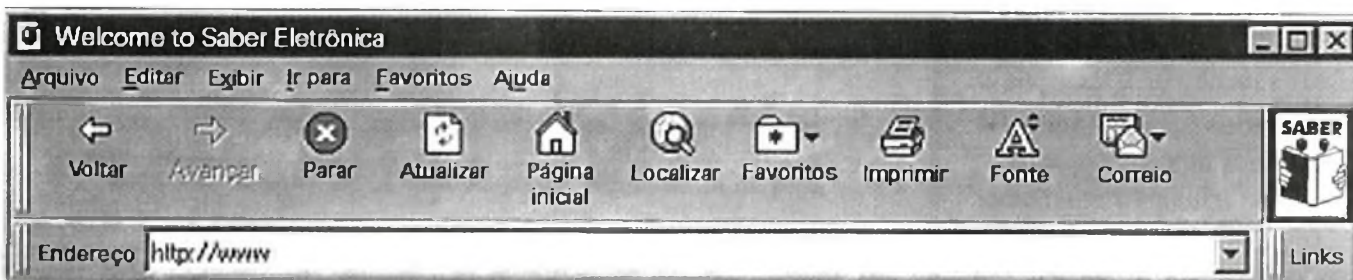 Welcome to Saber Eletrônica
Arquivo Editar Exibir Ir para Favoritos Ajuda
Voltar Avançar Parar Atualizar Página inicial Localizar Favoritos Imprimir Fonte Correio SABER
Endereço http://www Links